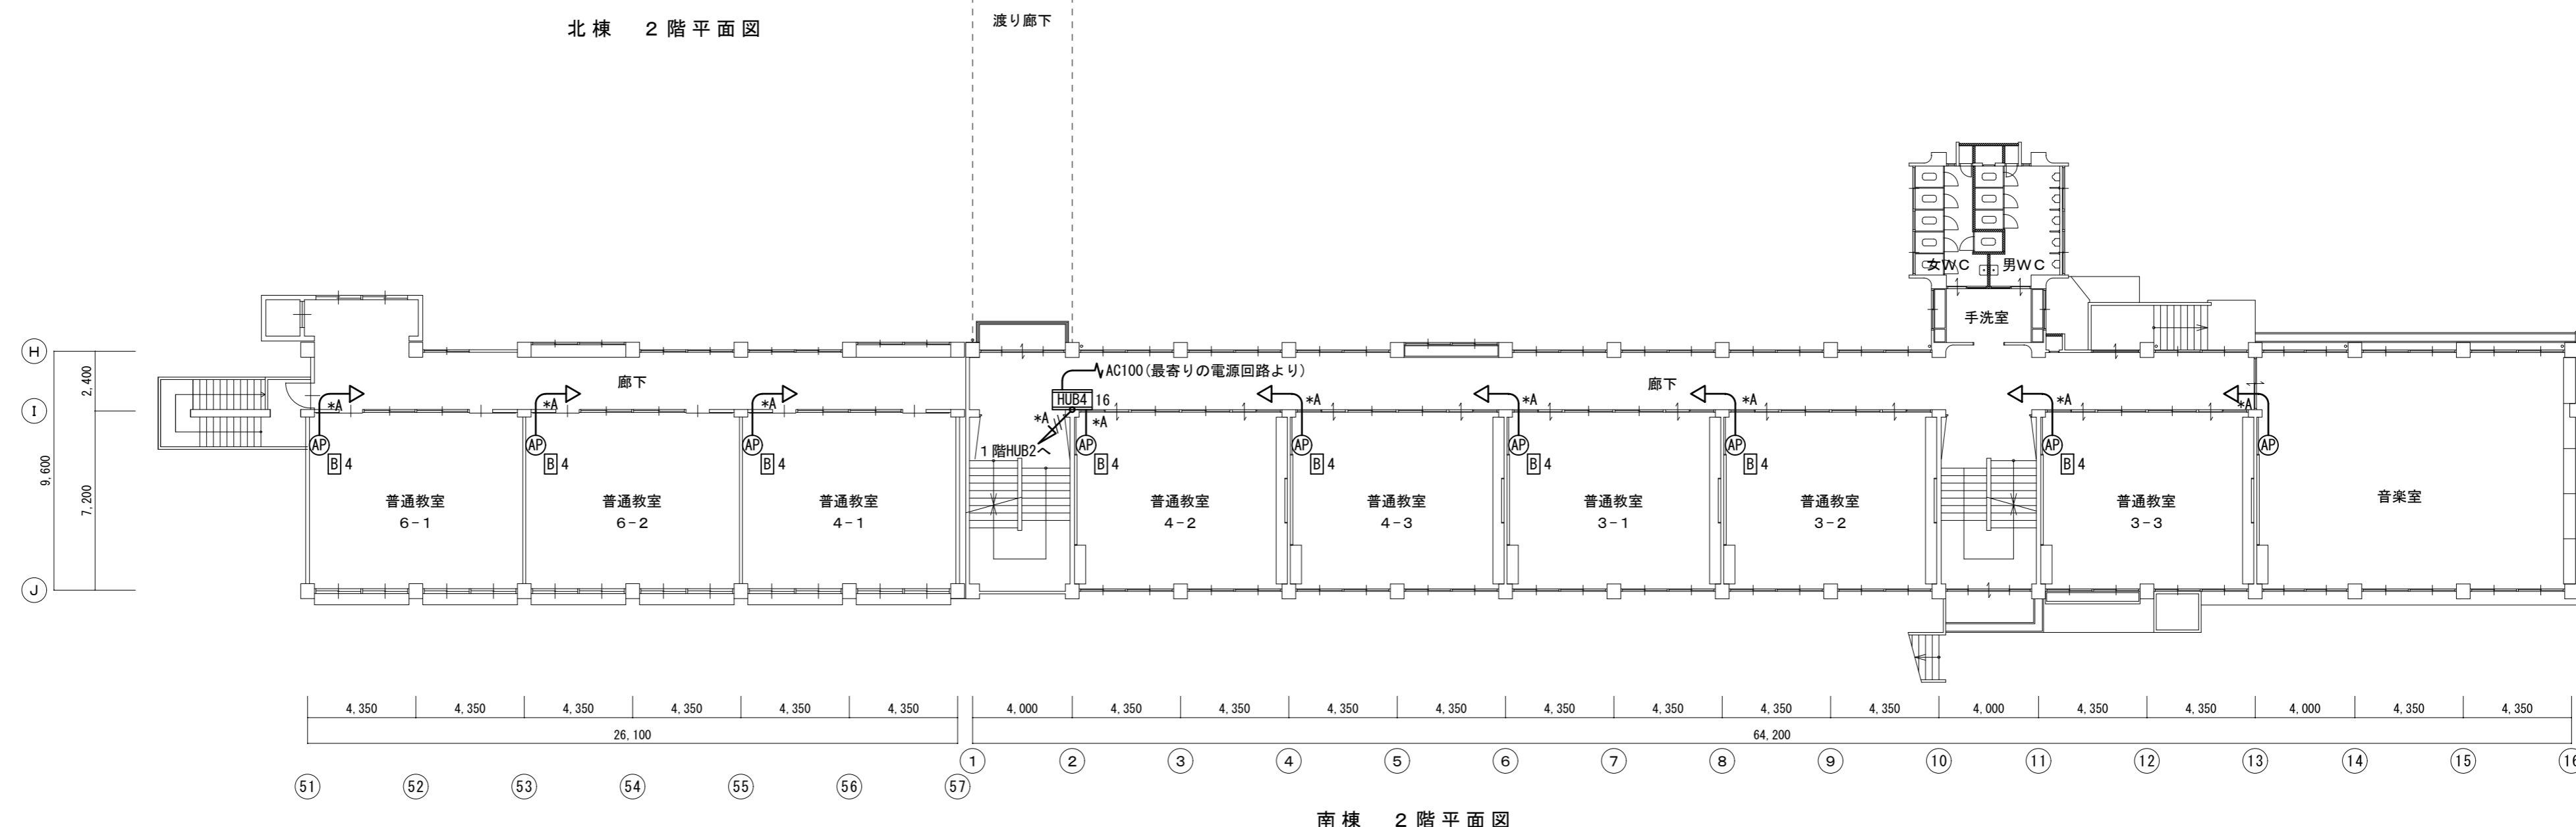 北棟　２階平面図
渡り廊下
女ＷＣ
男ＷＣ
手洗室
H
I
J
2,400
7,200
9,600
廊下
AC100(最寄りの電源回路より)
HUB4 16
廊下
*A
*A
*A
*A
*A
*A
*A
*A
*A
*A
1階HUB2へ
AP
AP
AP
AP
AP
AP
AP
AP
AP
B 4
B 4
B 4
B 4
B 4
B 4
B 4
B 4
普通教室
６−１
普通教室
６−２
普通教室
４−１
普通教室
４−２
普通教室
４−３
普通教室
３−１
普通教室
３−２
普通教室
３−３
音楽室
4,350
4,350
4,350
4,350
4,350
4,350
4,000
4,350
4,350
4,350
4,350
4,350
4,350
4,350
4,350
4,000
4,350
4,350
4,000
4,350
4,350
26,100
64,200
1
2
3
4
5
6
7
8
9
10
11
12
13
14
15
16
51
52
53
54
55
56
57
南棟　２階平面図